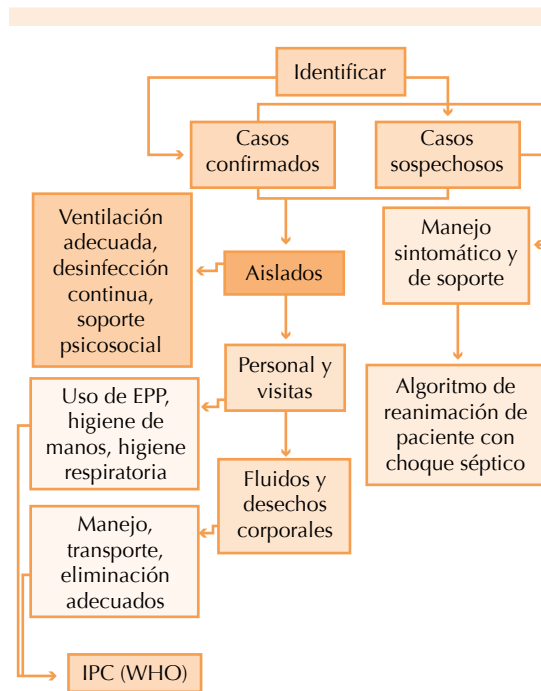 Identificar
Casos
confirmados
Casos
sospechosos
Ventilación
adecuada,
desinfección
continua,
soporte
psicosocial
Aislados
Manejo
sintomático y
de soporte
Personal y
visitas
Algoritmo de
reanimación de
paciente con
choque séptico
Uso de EPP,
higiene de
manos, higiene
respiratoria
Fluidos y
desechos
corporales
Manejo,
transporte,
eliminación
adecuados
IPC (WHO)